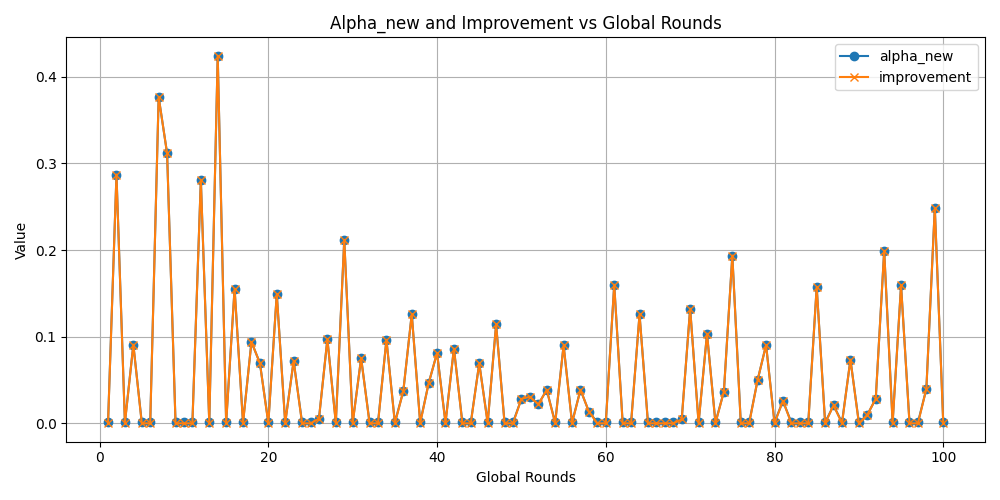 Alpha_new and Improvement vs Global Rounds
alpha_new
improvement
Value
0.4
0.3
0.2
0.1
0.0
0 20 40 60 80 100
Global Rounds